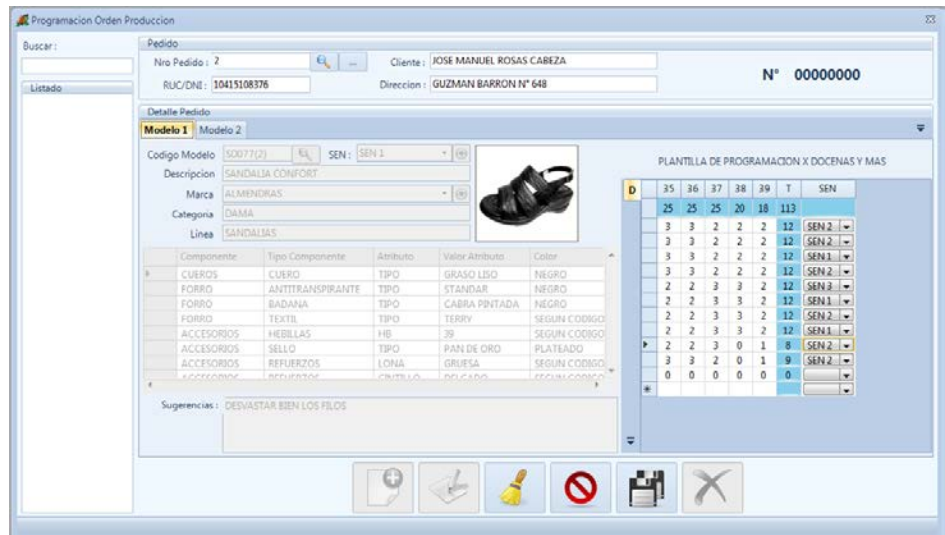 Programacion Orden Produccion
Buscar :
Listado
Pedido
Nro Pedido : 2 ...
Cliente : JOSE MANUEL ROSAS CABEZA
RUC/DNI : 10415108376
Direccion : GUZMAN BARRON N° 648
N° 00000000
Detalle Pedido
Modelo 1 Modelo 2
Codigo Modelo SO077(2) SEN : SEN 1
Descripcion SANDALIA CONFORT
Marca ALMENDRAS
Categoria DAMA
Linea SANDALIAS
Componente Tipo Componente Atributo Valor Atributo Color
CUEROS CUERO TIPO GRASO LISO NEGRO
FORRO ANTITRANSPIRANTE TIPO STANDAR NEGRO
FORRO BADANA TIPO CABRA PINTADA NEGRO
FORRO TEXTIL TIPO TERRY SEGUN CODIGO
ACCESORIOS HEBILLAS HB 39 SEGUN CODIGO
ACCESORIOS SELLO TIPO PAN DE ORO PLATEADO
ACCESORIOS REFUERZOS LONA GRUESA SEGUN CODIGO
ACCESORIOS REFUERZOS CINTILLO DELGADO SEGUN CODIGO
Sugerencias : DESVASTAR BIEN LOS FILOS
PLANTILLA DE PROGRAMACION X DOCENAS Y MAS
D 35 36 37 38 39 T SEN
25 25 25 20 18 113
3 3 2 2 2 12 SEN 2
3 3 2 2 2 12 SEN 2
3 3 2 2 2 12 SEN 1
3 3 2 2 2 12 SEN 2
2 2 3 3 2 12 SEN 3
2 2 3 3 2 12 SEN 1
2 2 3 3 2 12 SEN 2
2 2 3 3 2 12 SEN 1
2 2 3 0 1 8 SEN 2
3 3 2 0 1 9 SEN 2
0 0 0 0 0 0